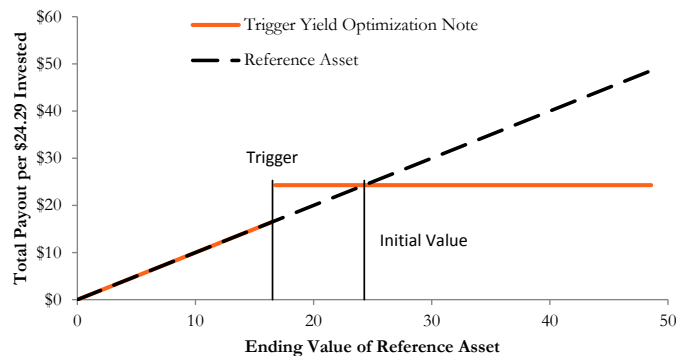 Total Payout per $24.29 Invested
$60
$50
$40
$30
$20
$10
$0
Trigger Yield Optimization Note
Reference Asset
Trigger
Initial Value
0
10
20
30
40
50
Ending Value of Reference Asset